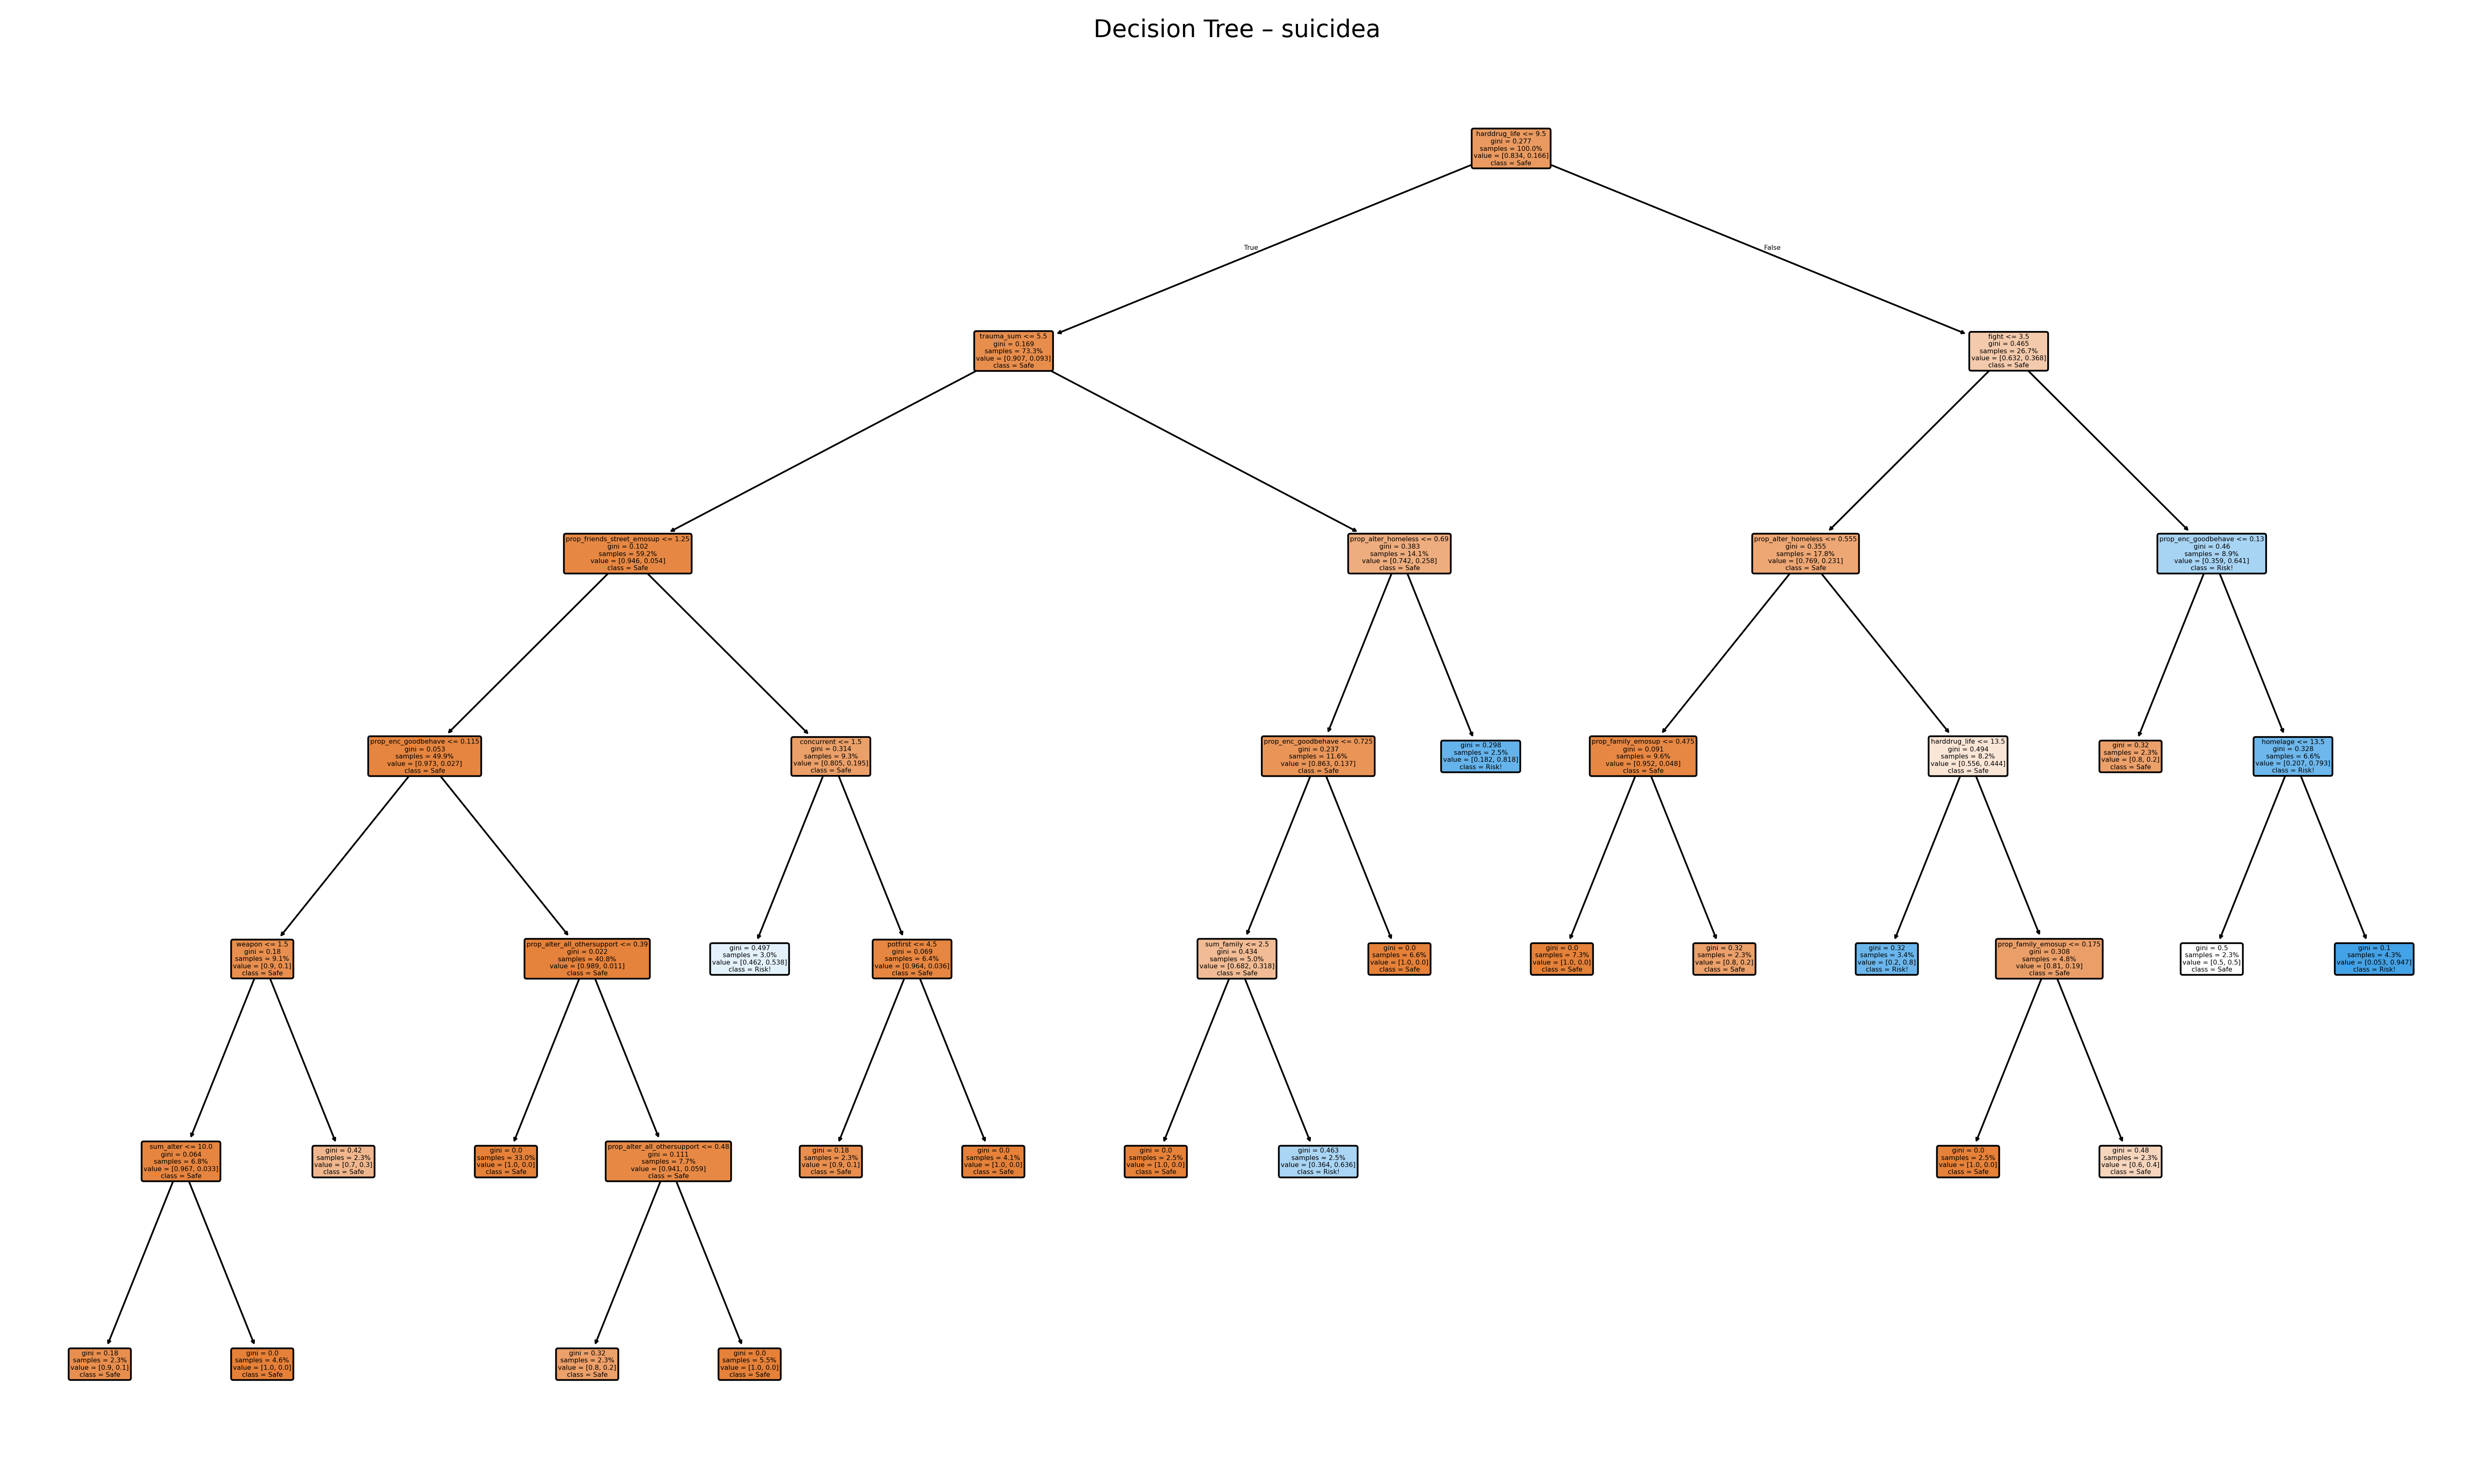 Decision Tree – suicidea
harddrug_life <= 9.5
gini = 0.277
samples = 100.0%
value = [0.834, 0.166]
class = Safe
True
False
trauma_sum <= 5.5
gini = 0.169
samples = 73.3%
value = [0.907, 0.093]
class = Safe
fight <= 3.5
gini = 0.465
samples = 26.7%
value = [0.632, 0.368]
class = Safe
prop_friends_street_emosup <= 1.25
gini = 0.102
samples = 59.2%
value = [0.946, 0.054]
class = Safe
prop_alter_homeless <= 0.69
gini = 0.383
samples = 14.1%
value = [0.742, 0.258]
class = Safe
prop_alter_homeless <= 0.555
gini = 0.355
samples = 17.8%
value = [0.769, 0.231]
class = Safe
prop_enc_goodbehave <= 0.13
gini = 0.46
samples = 8.9%
value = [0.359, 0.641]
class = Risk!
prop_enc_goodbehave <= 0.115
gini = 0.053
samples = 49.9%
value = [0.973, 0.027]
class = Safe
concurrent <= 1.5
gini = 0.314
samples = 9.3%
value = [0.805, 0.195]
class = Safe
prop_enc_goodbehave <= 0.725
gini = 0.237
samples = 11.6%
value = [0.863, 0.137]
class = Safe
gini = 0.298
samples = 2.5%
value = [0.182, 0.818]
class = Risk!
prop_family_emosup <= 0.475
gini = 0.091
samples = 9.6%
value = [0.952, 0.048]
class = Safe
harddrug_life <= 13.5
gini = 0.494
samples = 8.2%
value = [0.556, 0.444]
class = Safe
gini = 0.32
samples = 2.3%
value = [0.8, 0.2]
class = Safe
homelage <= 13.5
gini = 0.328
samples = 6.6%
value = [0.207, 0.793]
class = Risk!
weapon <= 1.5
gini = 0.18
samples = 9.1%
value = [0.9, 0.1]
class = Safe
prop_alter_all_othersupport <= 0.39
gini = 0.022
samples = 40.8%
value = [0.989, 0.011]
class = Safe
gini = 0.497
samples = 3.0%
value = [0.462, 0.538]
class = Risk!
potfirst <= 4.5
gini = 0.069
samples = 6.4%
value = [0.964, 0.036]
class = Safe
sum_family <= 2.5
gini = 0.434
samples = 5.0%
value = [0.682, 0.318]
class = Safe
gini = 0.0
samples = 6.6%
value = [1.0, 0.0]
class = Safe
gini = 0.0
samples = 7.3%
value = [1.0, 0.0]
class = Safe
gini = 0.32
samples = 2.3%
value = [0.8, 0.2]
class = Safe
gini = 0.32
samples = 3.4%
value = [0.2, 0.8]
class = Risk!
prop_family_emosup <= 0.175
gini = 0.308
samples = 4.8%
value = [0.81, 0.19]
class = Safe
gini = 0.5
samples = 2.3%
value = [0.5, 0.5]
class = Safe
gini = 0.1
samples = 4.3%
value = [0.053, 0.947]
class = Risk!
sum_alter <= 10.0
gini = 0.064
samples = 6.8%
value = [0.967, 0.033]
class = Safe
gini = 0.42
samples = 2.3%
value = [0.7, 0.3]
class = Safe
gini = 0.0
samples = 33.0%
value = [1.0, 0.0]
class = Safe
prop_alter_all_othersupport <= 0.48
gini = 0.111
samples = 7.7%
value = [0.941, 0.059]
class = Safe
gini = 0.18
samples = 2.3%
value = [0.9, 0.1]
class = Safe
gini = 0.0
samples = 4.1%
value = [1.0, 0.0]
class = Safe
gini = 0.0
samples = 2.5%
value = [1.0, 0.0]
class = Safe
gini = 0.463
samples = 2.5%
value = [0.364, 0.636]
class = Risk!
gini = 0.0
samples = 2.5%
value = [1.0, 0.0]
class = Safe
gini = 0.48
samples = 2.3%
value = [0.6, 0.4]
class = Safe
gini = 0.18
samples = 2.3%
value = [0.9, 0.1]
class = Safe
gini = 0.0
samples = 4.6%
value = [1.0, 0.0]
class = Safe
gini = 0.32
samples = 2.3%
value = [0.8, 0.2]
class = Safe
gini = 0.0
samples = 5.5%
value = [1.0, 0.0]
class = Safe